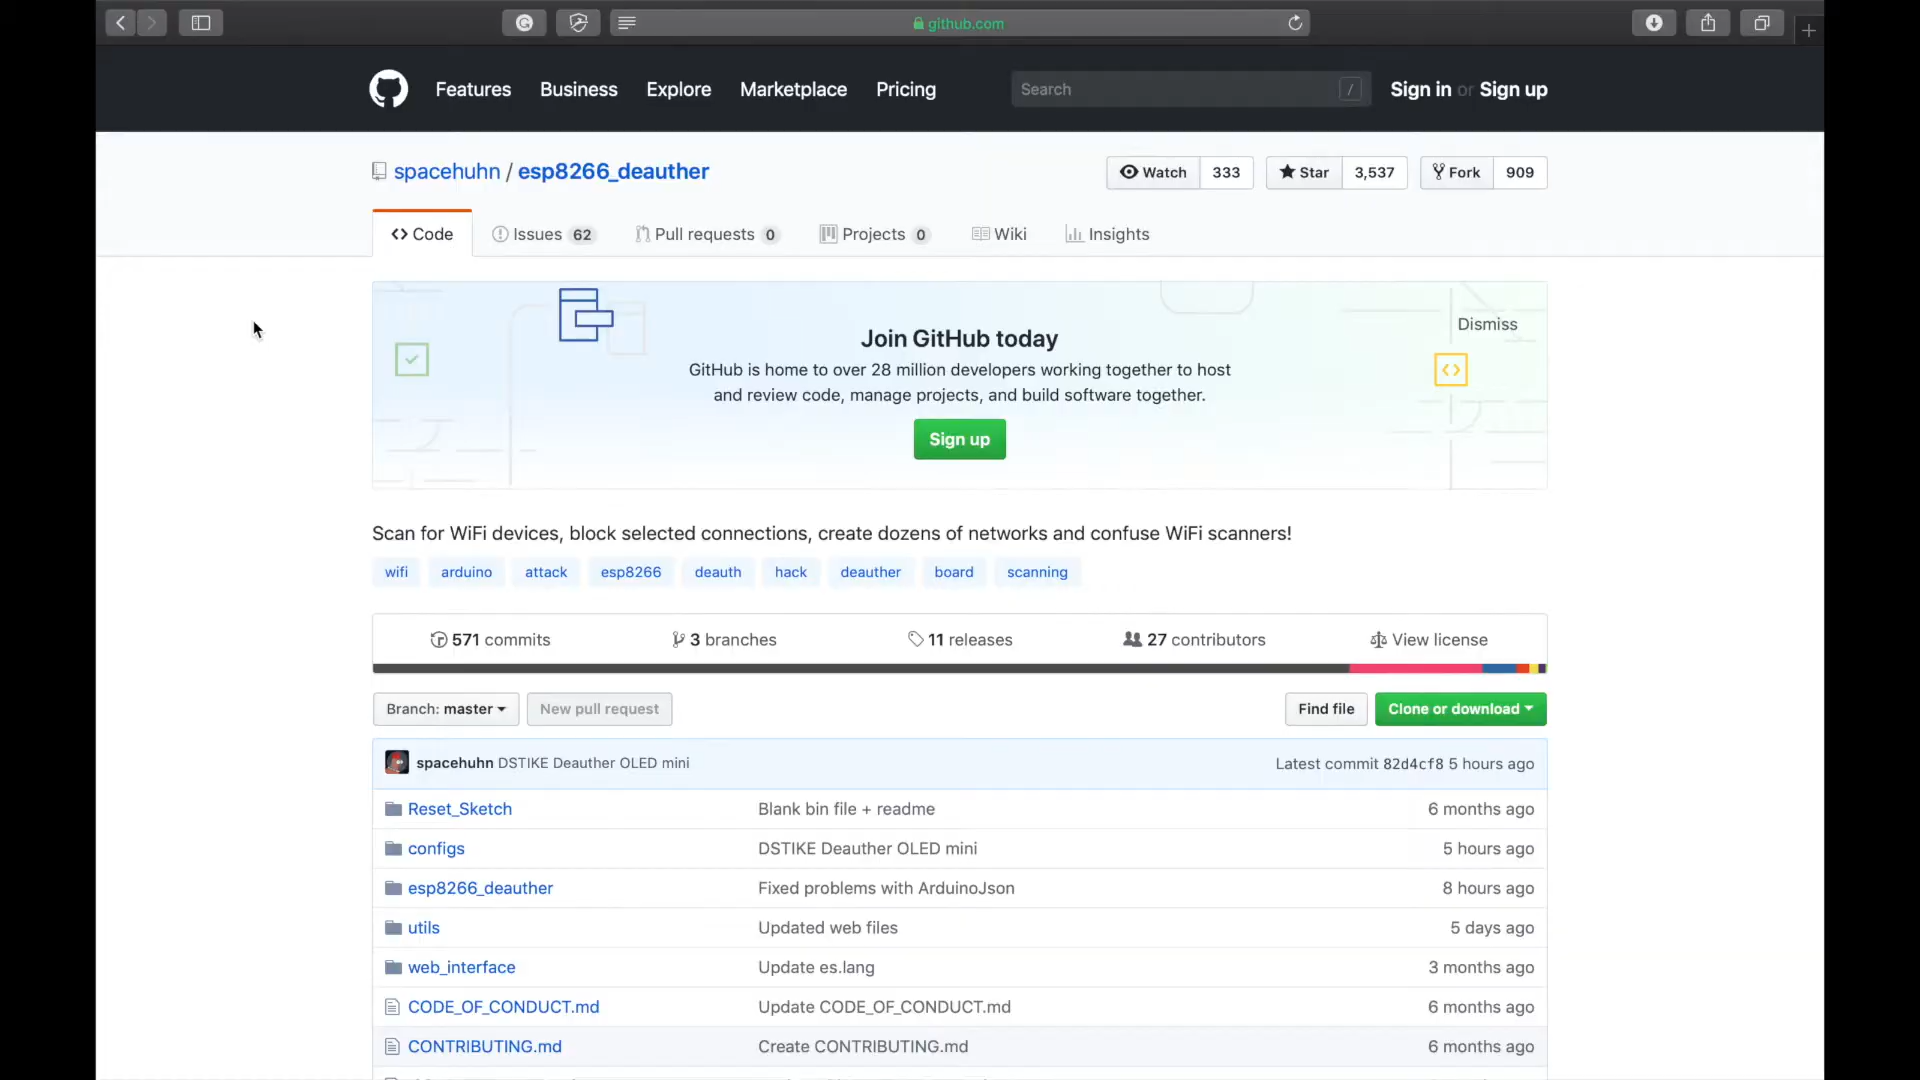 github.com
Features Business Explore Marketplace Pricing Search / Sign in or Sign up
spacehuhn / esp8266_deauther Watch 333 Star 3,537 Fork 909
Code Issues 62 Pull requests 0 Projects 0 Wiki Insights
Dismiss
Join GitHub today
GitHub is home to over 28 million developers working together to host
and review code, manage projects, and build software together.
Sign up
Scan for WiFi devices, block selected connections, create dozens of networks and confuse WiFi scanners!
wifi arduino attack esp8266 deauth hack deauther board scanning
571 commits 3 branches 11 releases 27 contributors View license
Branch: master New pull request Find file Clone or download
spacehuhn DSTIKE Deauther OLED mini Latest commit 82d4cf8 5 hours ago
Reset_Sketch Blank bin file + readme 6 months ago
configs DSTIKE Deauther OLED mini 5 hours ago
esp8266_deauther Fixed problems with ArduinoJson 8 hours ago
utils Updated web files 5 days ago
web_interface Update es.lang 3 months ago
CODE_OF_CONDUCT.md Update CODE_OF_CONDUCT.md 6 months ago
CONTRIBUTING.md Create CONTRIBUTING.md 6 months ago